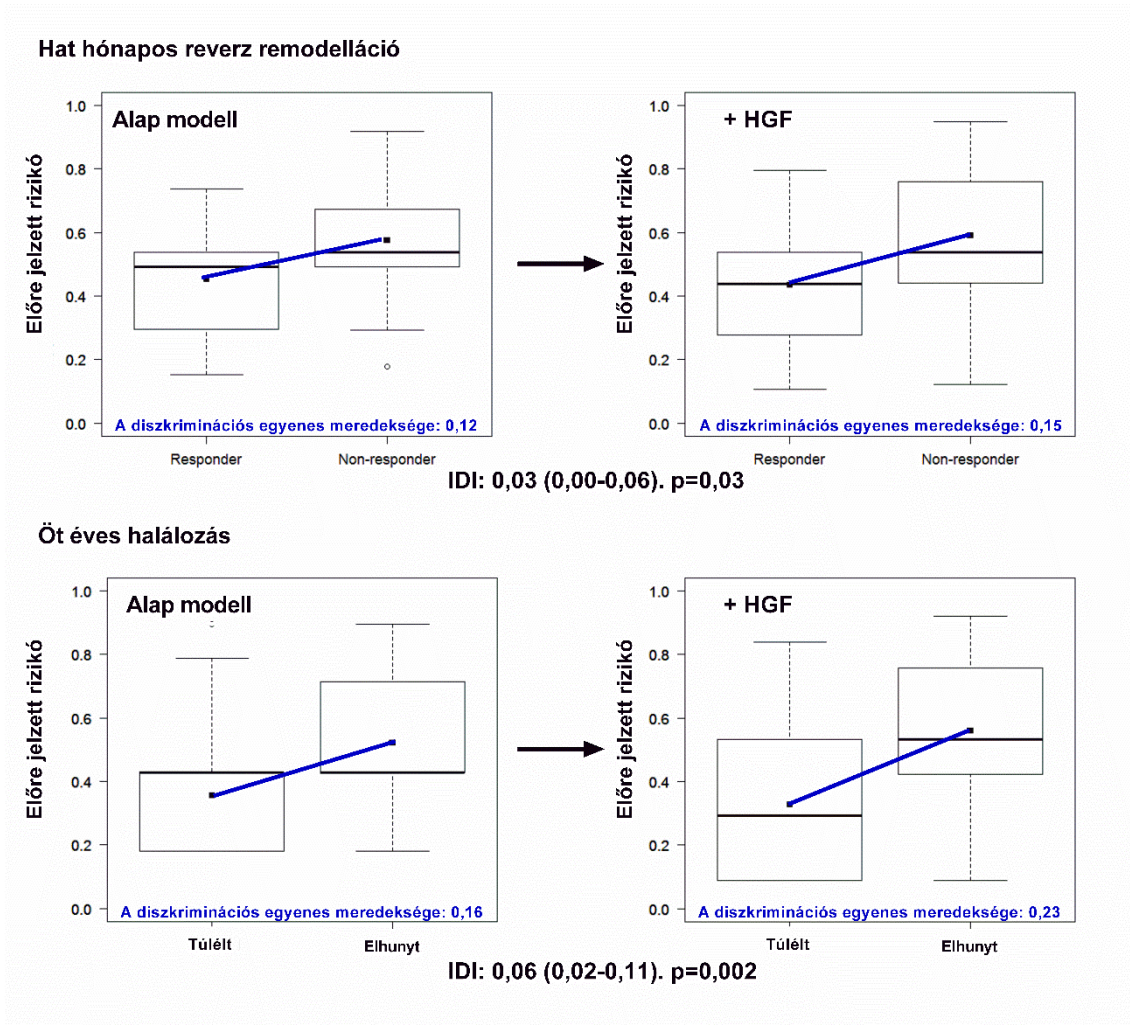 Hat hónapos reverz remodelláció
Alap modell
Előre jelzett rizikó
1.0
0.8
0.6
0.4
0.2
0.0
A diszkriminációs egyenes meredeksége: 0,12
Responder
Non-responder
+ HGF
Előre jelzett rizikó
1.0
0.8
0.6
0.4
0.2
0.0
A diszkriminációs egyenes meredeksége: 0,15
Responder
Non-responder
IDI: 0,03 (0,00-0,06). p=0,03
Öt éves halálozás
Alap modell
Előre jelzett rizikó
1.0
0.8
0.6
0.4
0.2
0.0
A diszkriminációs egyenes meredeksége: 0,16
Túlélt
Elhunyt
+ HGF
Előre jelzett rizikó
1.0
0.8
0.6
0.4
0.2
0.0
A diszkriminációs egyenes meredeksége: 0,23
Túlélt
Elhunyt
IDI: 0,06 (0,02-0,11). p=0,002